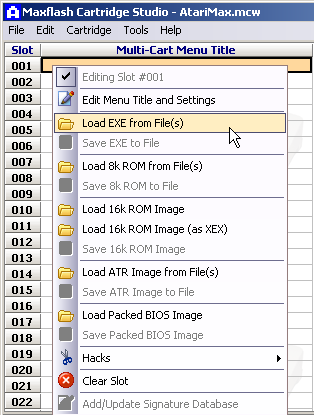 Maxflash Cartridge Studio - AtariMax.mcw
File Edit Cartridge Tools Help
Slot Multi-Cart Menu Title
001
002 Editing Slot #001
003 Edit Menu Title and Settings
004 Load EXE from File(s)
005 Save EXE to File
006
007 Load 8k ROM from File(s)
008 Save 8k ROM to File
009
010 Load 16k ROM Image
011 Load 16k ROM Image (as XEX)
012 Save 16k ROM Image
013
014 Load ATR Image from File(s)
015 Save ATR Image to File
016
017 Load Packed BIOS Image
018 Save Packed BIOS Image
019 Hacks
020
021 Clear Slot
022 Add/Update Signature Database